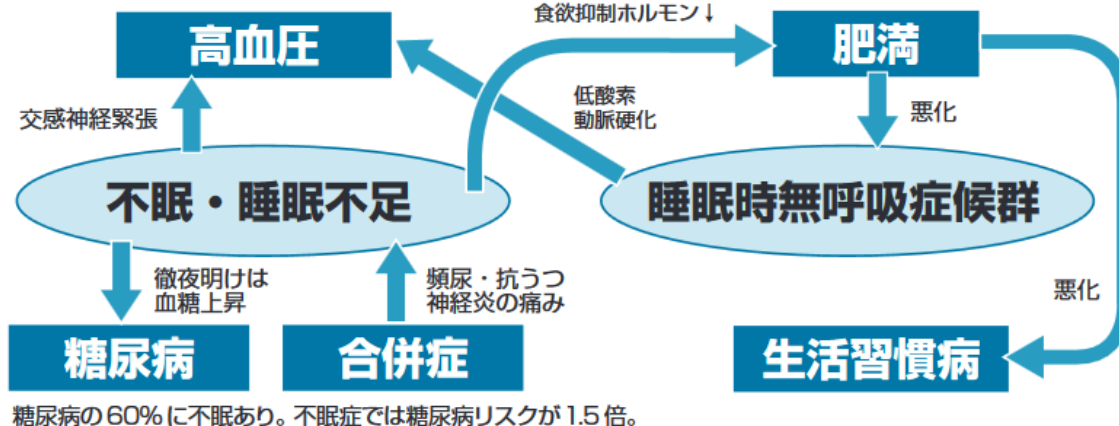 食欲抑制ホルモン↓
高血圧
肥満
交感神経緊張
低酸素
動脈硬化
悪化
不眠・睡眠不足
睡眠時無呼吸症候群
徹夜明けは
血糖上昇
頻尿・抗うつ
神経炎の痛み
悪化
糖尿病
合併症
生活習慣病
糖尿病の60%に不眠あり。不眠症では糖尿病リスクが1.5倍。